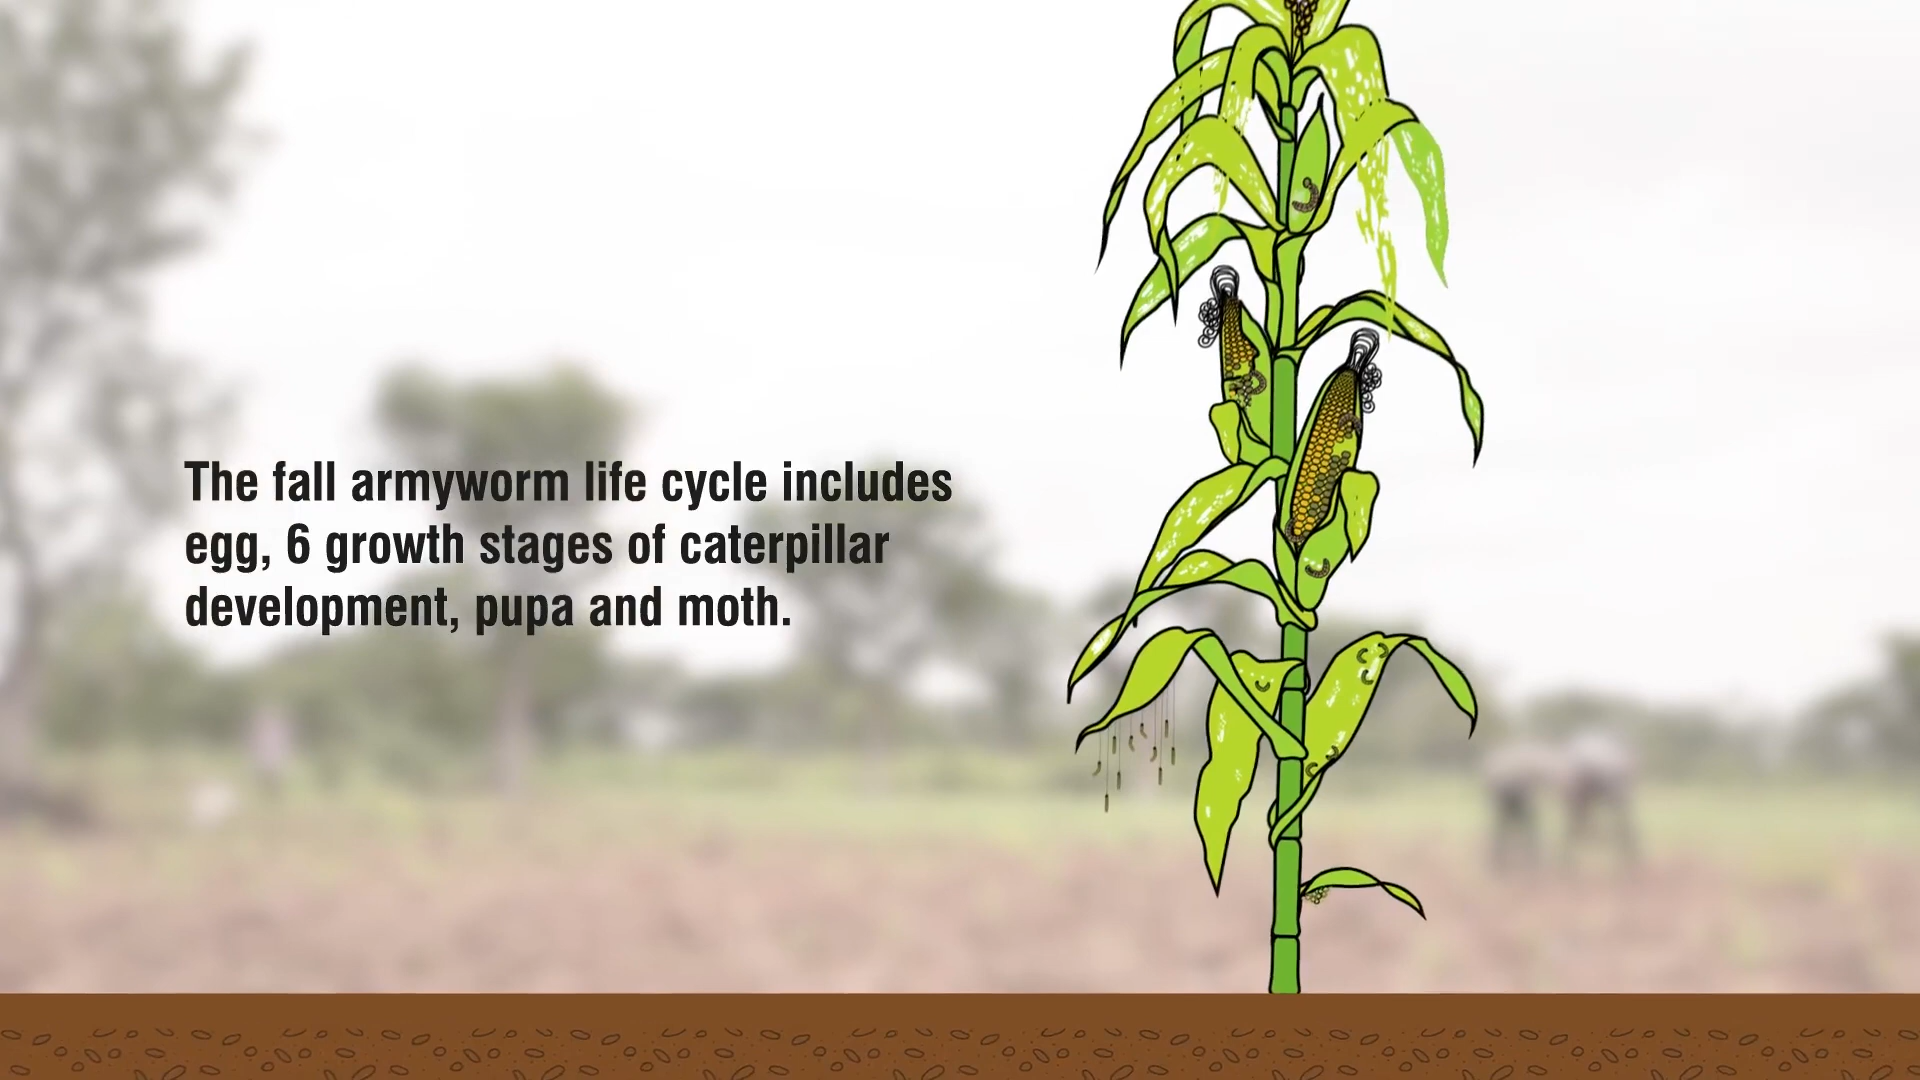 The fall armyworm life cycle includes
egg, 6 growth stages of caterpillar
development, pupa and moth.